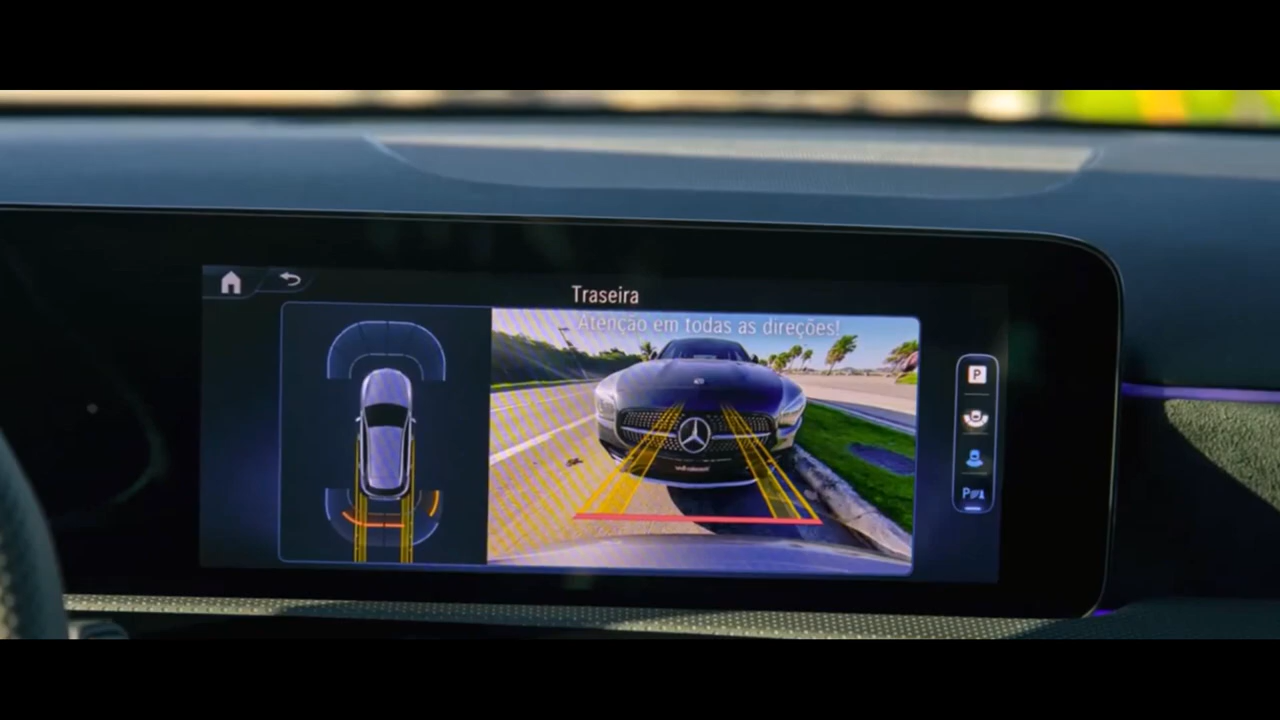 Traseira
Atenção em todas as direções!
P
P